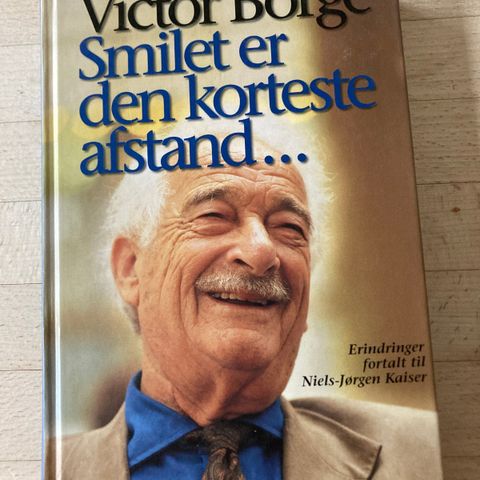 Victor Borge
Smilet er
den korteste
afstand...
Erindringer
fortalt til
Niels-Jørgen Kaiser